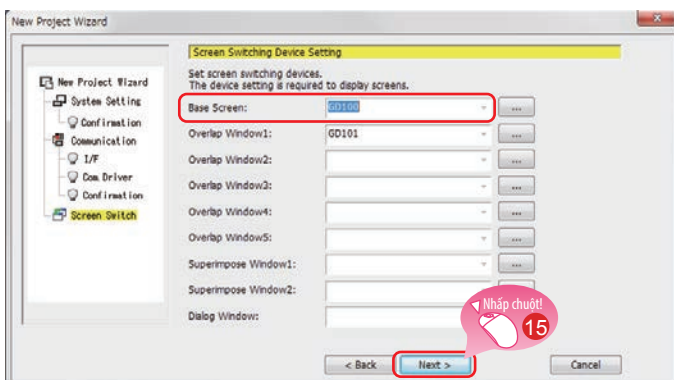 New Project Wizard
x
Screen Switching Device Setting
Set screen switching devices.
The device setting is required to display screens.
New Project Wizard
System Setting
Confirmation
Communication
I/F
Com Driver
Confirmation
Screen Switch
Base Screen: GD100 ...
Overlap Window1: GD101 ...
Overlap Window2: ...
Overlap Window3: ...
Overlap Window4: ...
Overlap Window5: ...
Superimpose Window1: ...
Superimpose Window2: ...
Dialog Window:
Nhấp chuột!
15
< Back Next > Cancel